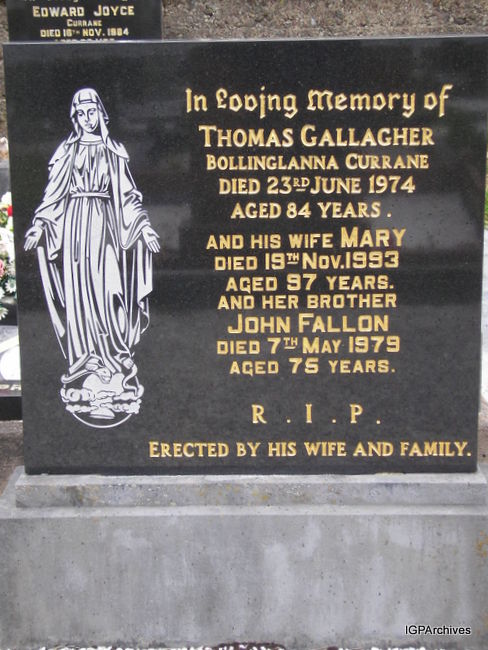 EDWARD JOYCE
CURRANE
DIED 16TH NOV. 1984
In Loving Memory of
THOMAS GALLAGHER
BOLLINGLANNA CURRANE
DIED 23RD JUNE 1974
AGED 84 YEARS.
AND HIS WIFE MARY
DIED 19TH NOV. 1993
AGED 97 YEARS.
AND HER BROTHER
JOHN FALLON
DIED 7TH MAY 1979
AGED 75 YEARS.
R . I . P.
ERECTED BY HIS WIFE AND FAMILY.
IGPArchives